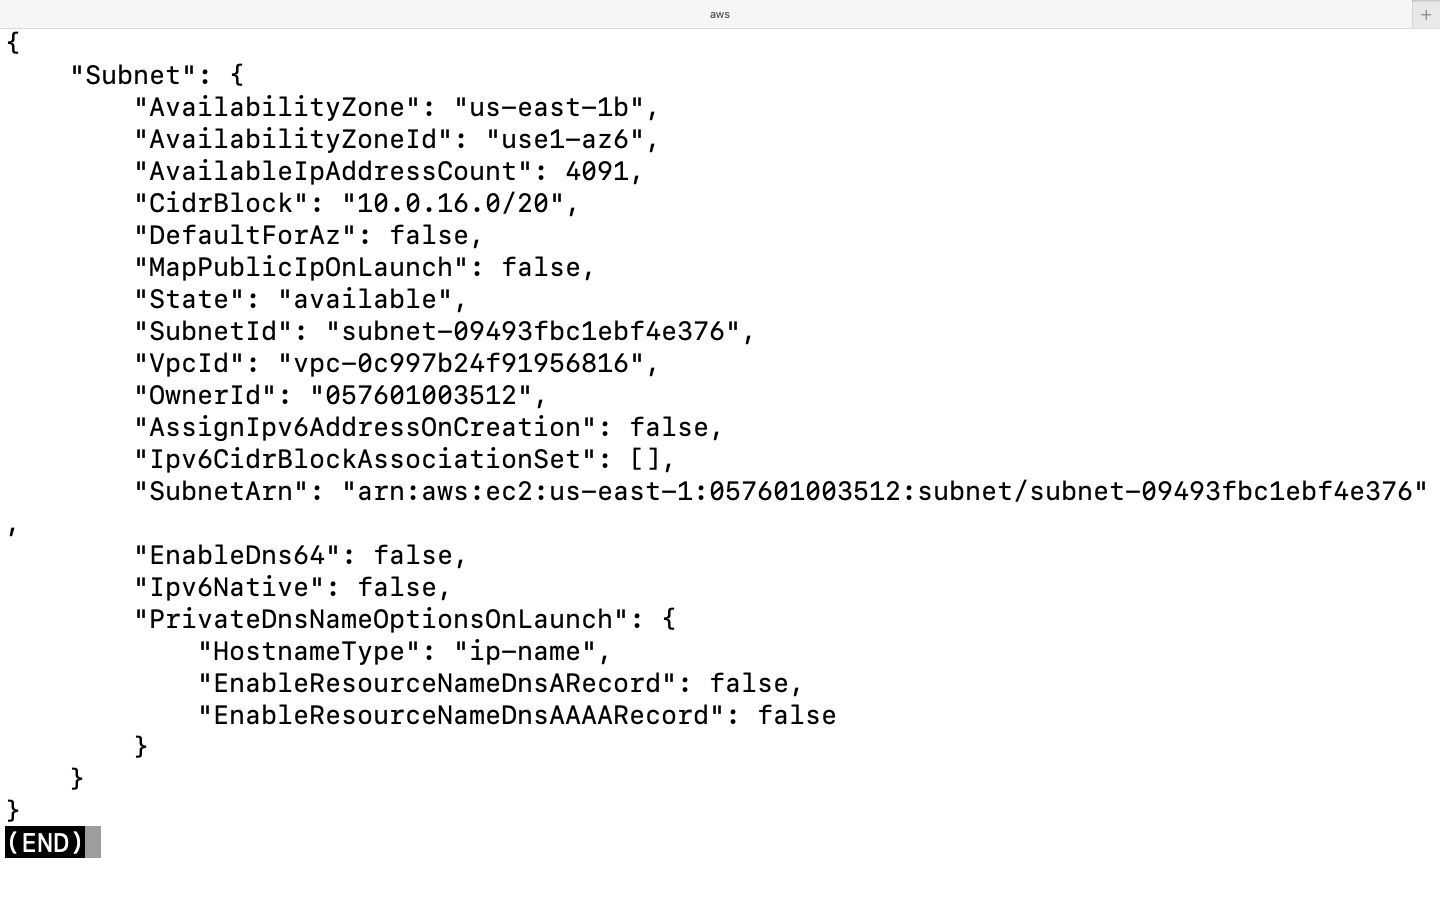 aws
+
{
    "Subnet": {
        "AvailabilityZone": "us-east-1b",
        "AvailabilityZoneId": "use1-az6",
        "AvailableIpAddressCount": 4091,
        "CidrBlock": "10.0.16.0/20",
        "DefaultForAz": false,
        "MapPublicIpOnLaunch": false,
        "State": "available",
        "SubnetId": "subnet-09493fbc1ebf4e376",
        "VpcId": "vpc-0c997b24f91956816",
        "OwnerId": "057601003512",
        "AssignIpv6AddressOnCreation": false,
        "Ipv6CidrBlockAssociationSet": [],
        "SubnetArn": "arn:aws:ec2:us-east-1:057601003512:subnet/subnet-09493fbc1ebf4e376"
,
        "EnableDns64": false,
        "Ipv6Native": false,
        "PrivateDnsNameOptionsOnLaunch": {
            "HostnameType": "ip-name",
            "EnableResourceNameDnsARecord": false,
            "EnableResourceNameDnsAAAARecord": false
        }
    }
}
(END)